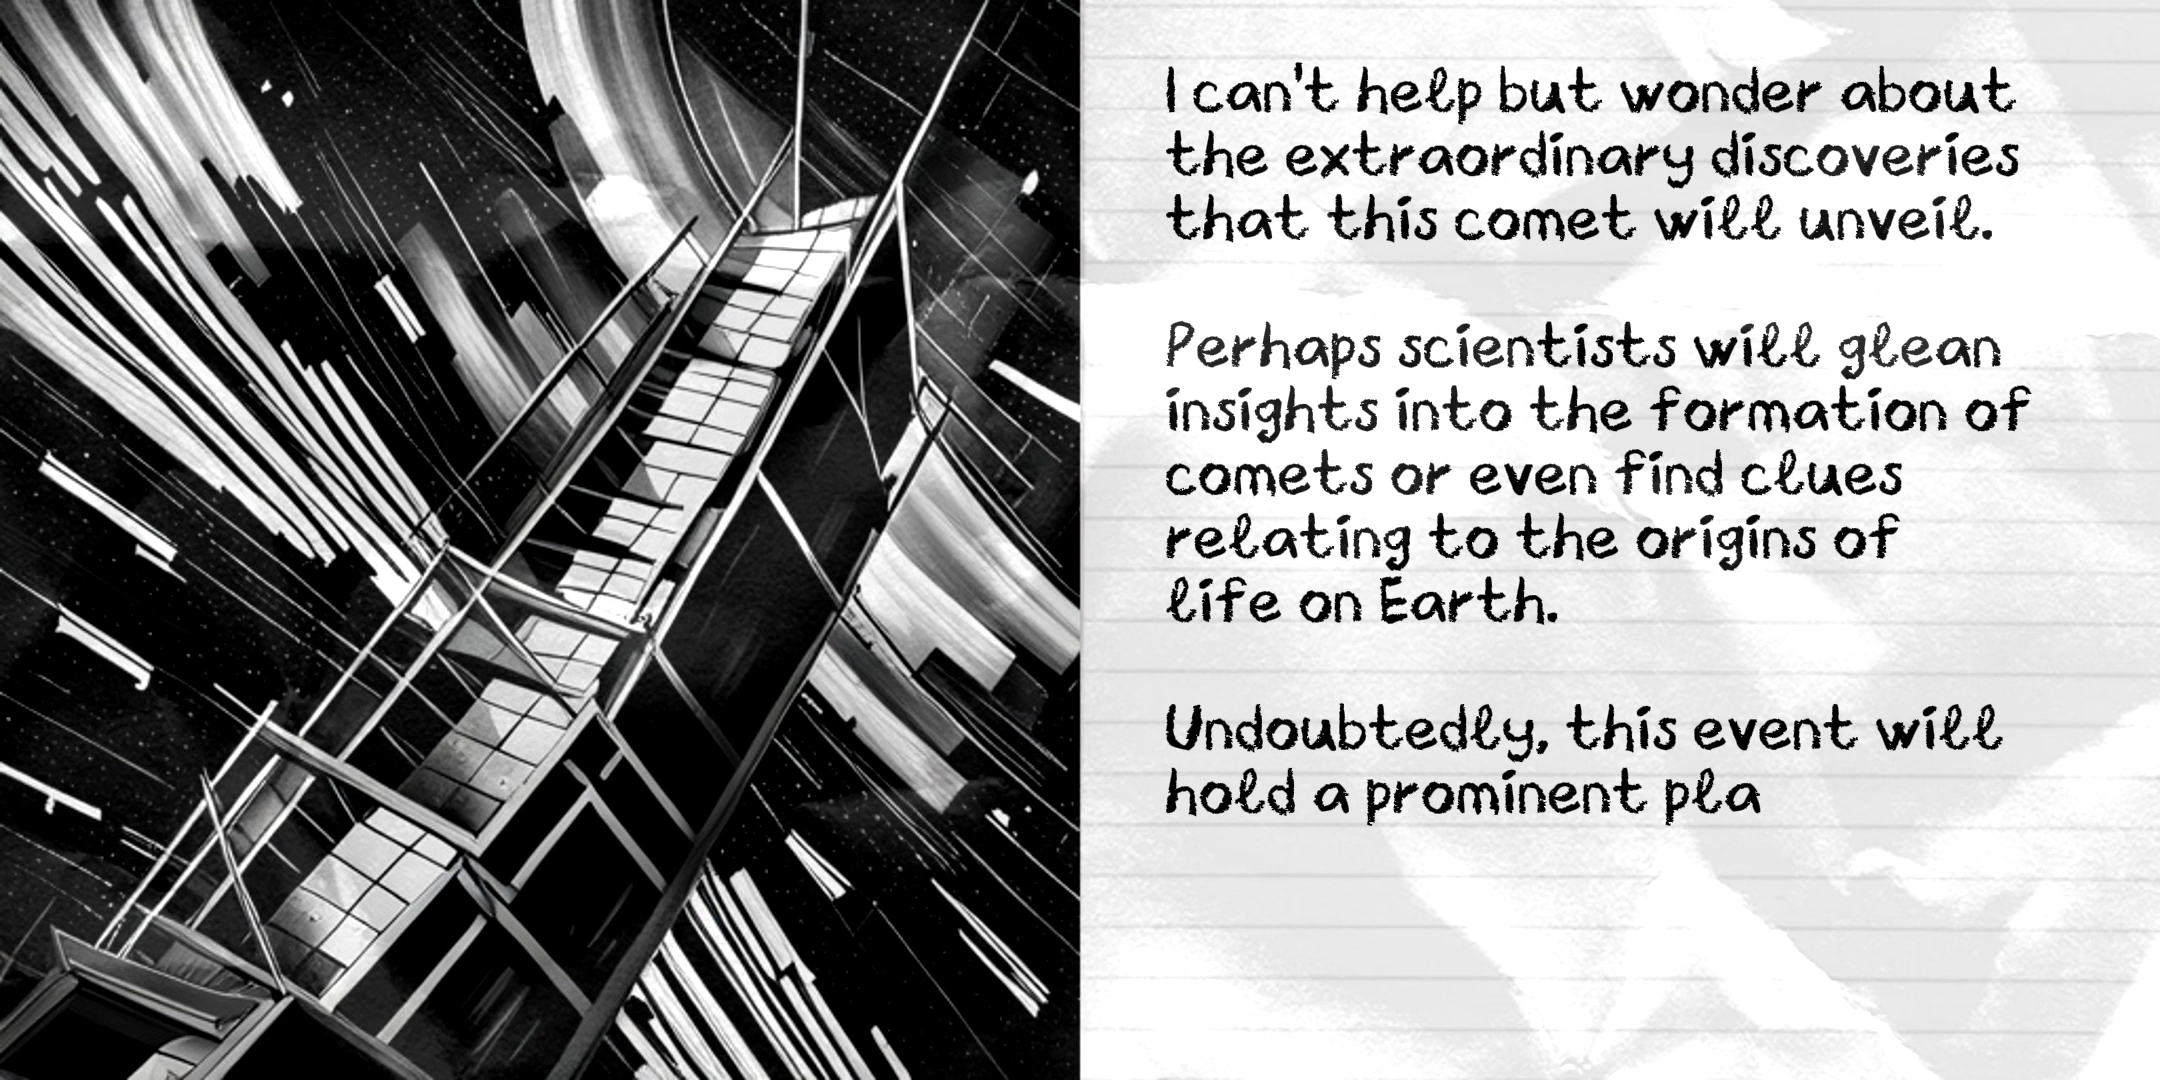 I can't help but wonder about
the extraordinary discoveries
that this comet will unveil.
Perhaps scientists will glean
insights into the formation of
comets or even find clues
relating to the origins of
life on Earth.
Undoubtedly, this event will
hold a prominent pla